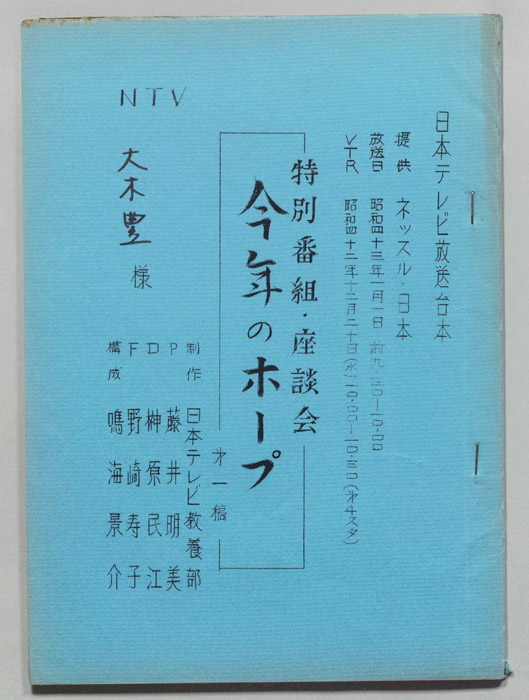 日本テレビ放送台本
提供 ネッスル・日本
放送日 昭和四十三年一月一日 前九・三〇―一〇・〇〇
VTR 昭和四十二年十二月二十日(水)一〇・〇〇―一〇・三〇(オ4スタ)
特別番組・座談会
今年のホープ
オ一稿
制作 日本テレビ教養部
P 藤井明美
D 榊原民江
F 野崎寿子
構成 鳴海景介
NTV
大木豊様